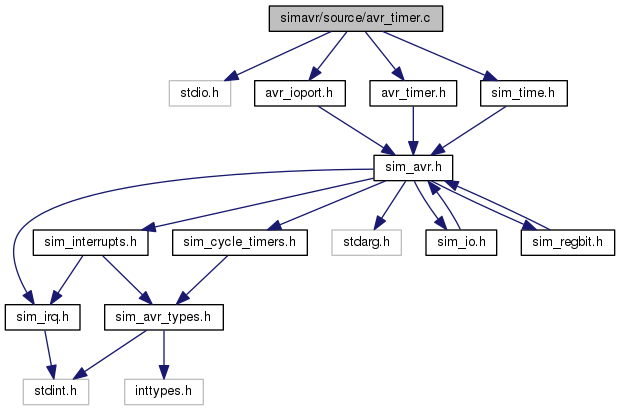 simavr/source/avr_timer.c
stdio.h
avr_ioport.h
avr_timer.h
sim_time.h
sim_avr.h
sim_interrupts.h
sim_cycle_timers.h
stdarg.h
sim_io.h
sim_regbit.h
sim_irq.h
sim_avr_types.h
stdint.h
inttypes.h